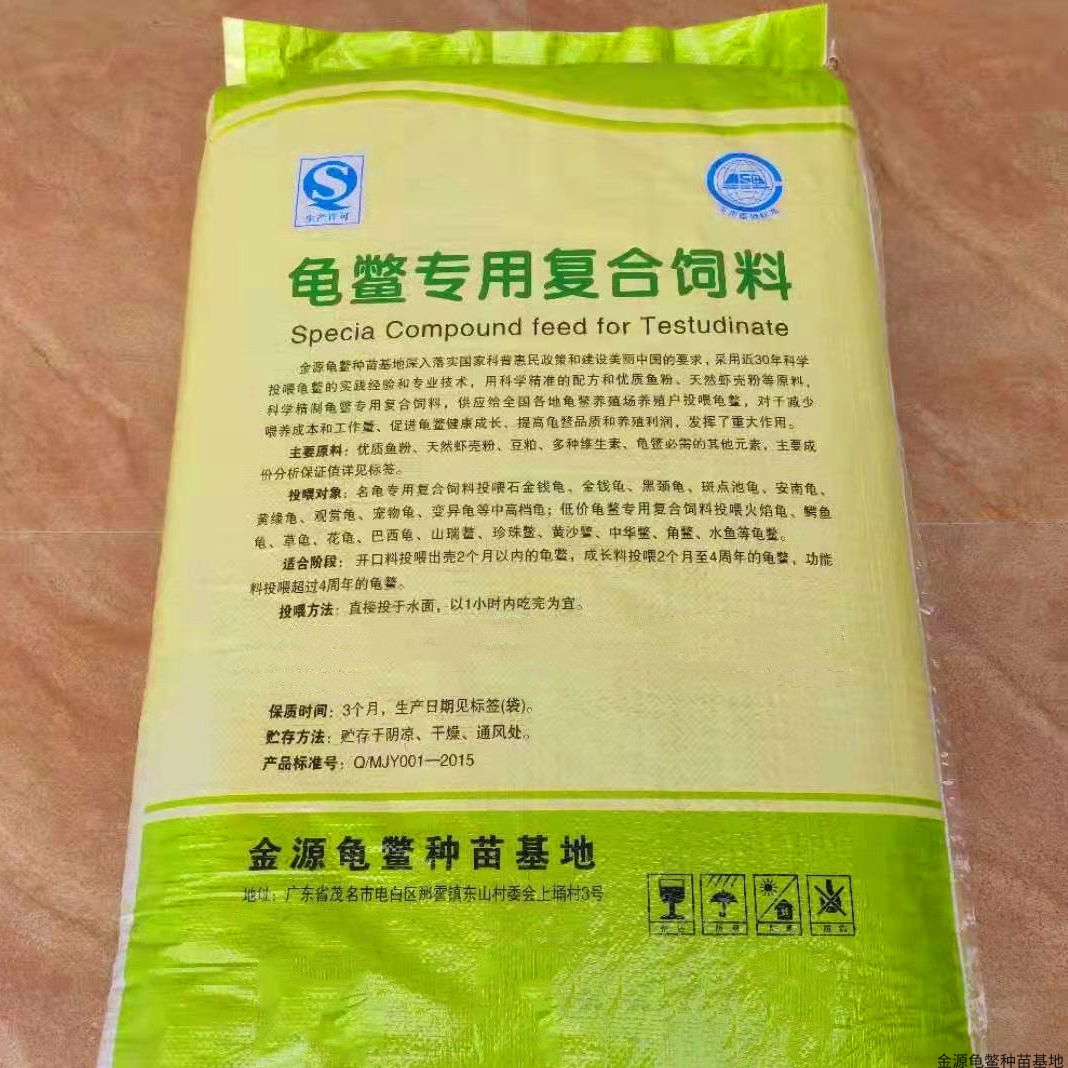 生产许可
龟鳖专用复合饲料
Specia Compound feed for Testudinate
金源龟鳖种苗基地深入落实国家科普惠民政策和建设美丽中国的要求，采用近30年科学
投喂龟鳖的实践经验和专业技术，用科学精准的配方和优质鱼粉、天然虾壳粉等原料，
科学精制龟鳖专用复合饲料，供应给全国各地龟鳖养殖场养殖户投喂龟鳖，对于减少
喂养成本和工作量、促进龟鳖健康成长、提高龟鳖品质和养殖利润，发挥了重大作用。
主要原料：优质鱼粉、天然虾壳粉、豆粕、多种维生素、龟鳖必需的其他元素，主要成
份分析保证值详见标签。
投喂对象：名龟专用复合饲料投喂石金钱龟、金钱龟、黑颈龟、斑点池龟、安南龟、
黄缘龟、观赏龟、宠物龟、变异龟等中高档龟；低价龟鳖专用复合饲料投喂火焰龟、鳄鱼
龟、草龟、花龟、巴西龟、山瑞鳖、珍珠鳖、黄沙鳖、中华鳖、角鳖、水鱼等龟鳖。
适合阶段：开口料投喂出壳2个月以内的龟鳖，成长料投喂2个月至4周年的龟鳖，功能
料投喂超过4周年的龟鳖。
投喂方法：直接投于水面，以1小时内吃完为宜。
保质时间：3个月，生产日期见标签(袋)。
贮存方法：贮存于阴凉、干燥、通风处。
产品标准号：Q/MJY001—2015
金源龟鳖种苗基地
地址：广东省茂名市电白区那霍镇东山村委会上埇村3号
金源龟鳖种苗基地